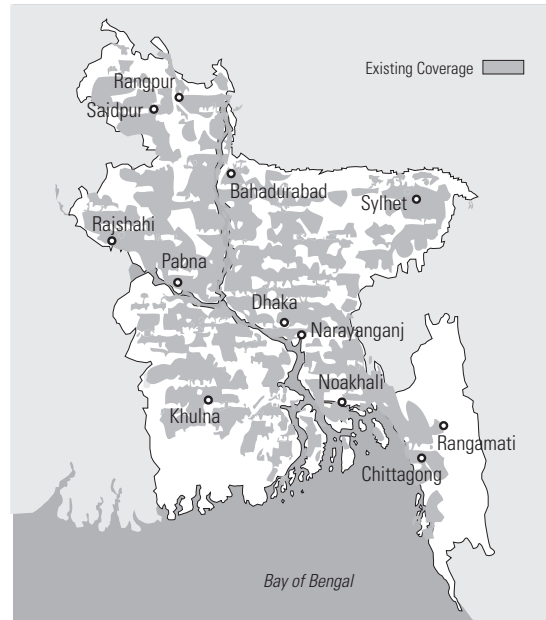 Existing Coverage
Rangpur
Saidpur
Bahadurabad
Sylhet
Rajshahi
Pabna
Dhaka
Narayanganj
Noakhali
Khulna
Rangamati
Chittagong
Bay of Bengal